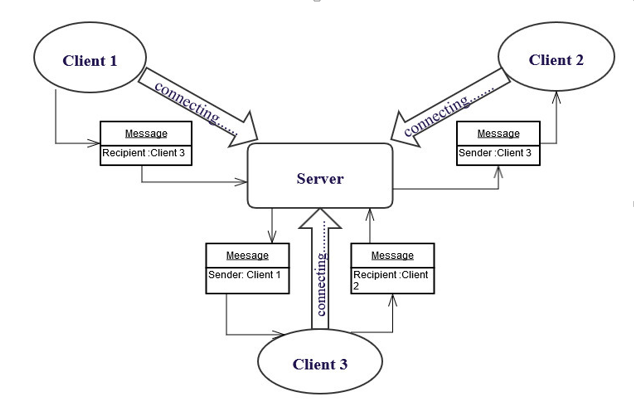 Client 1
Client 2
connecting......
connecting.......
Message
Recipient :Client 3
Message
Sender :Client 3
Server
Meesage
Sender: Client 1
connecting........
Message
Recipient :Client
2
Client 3